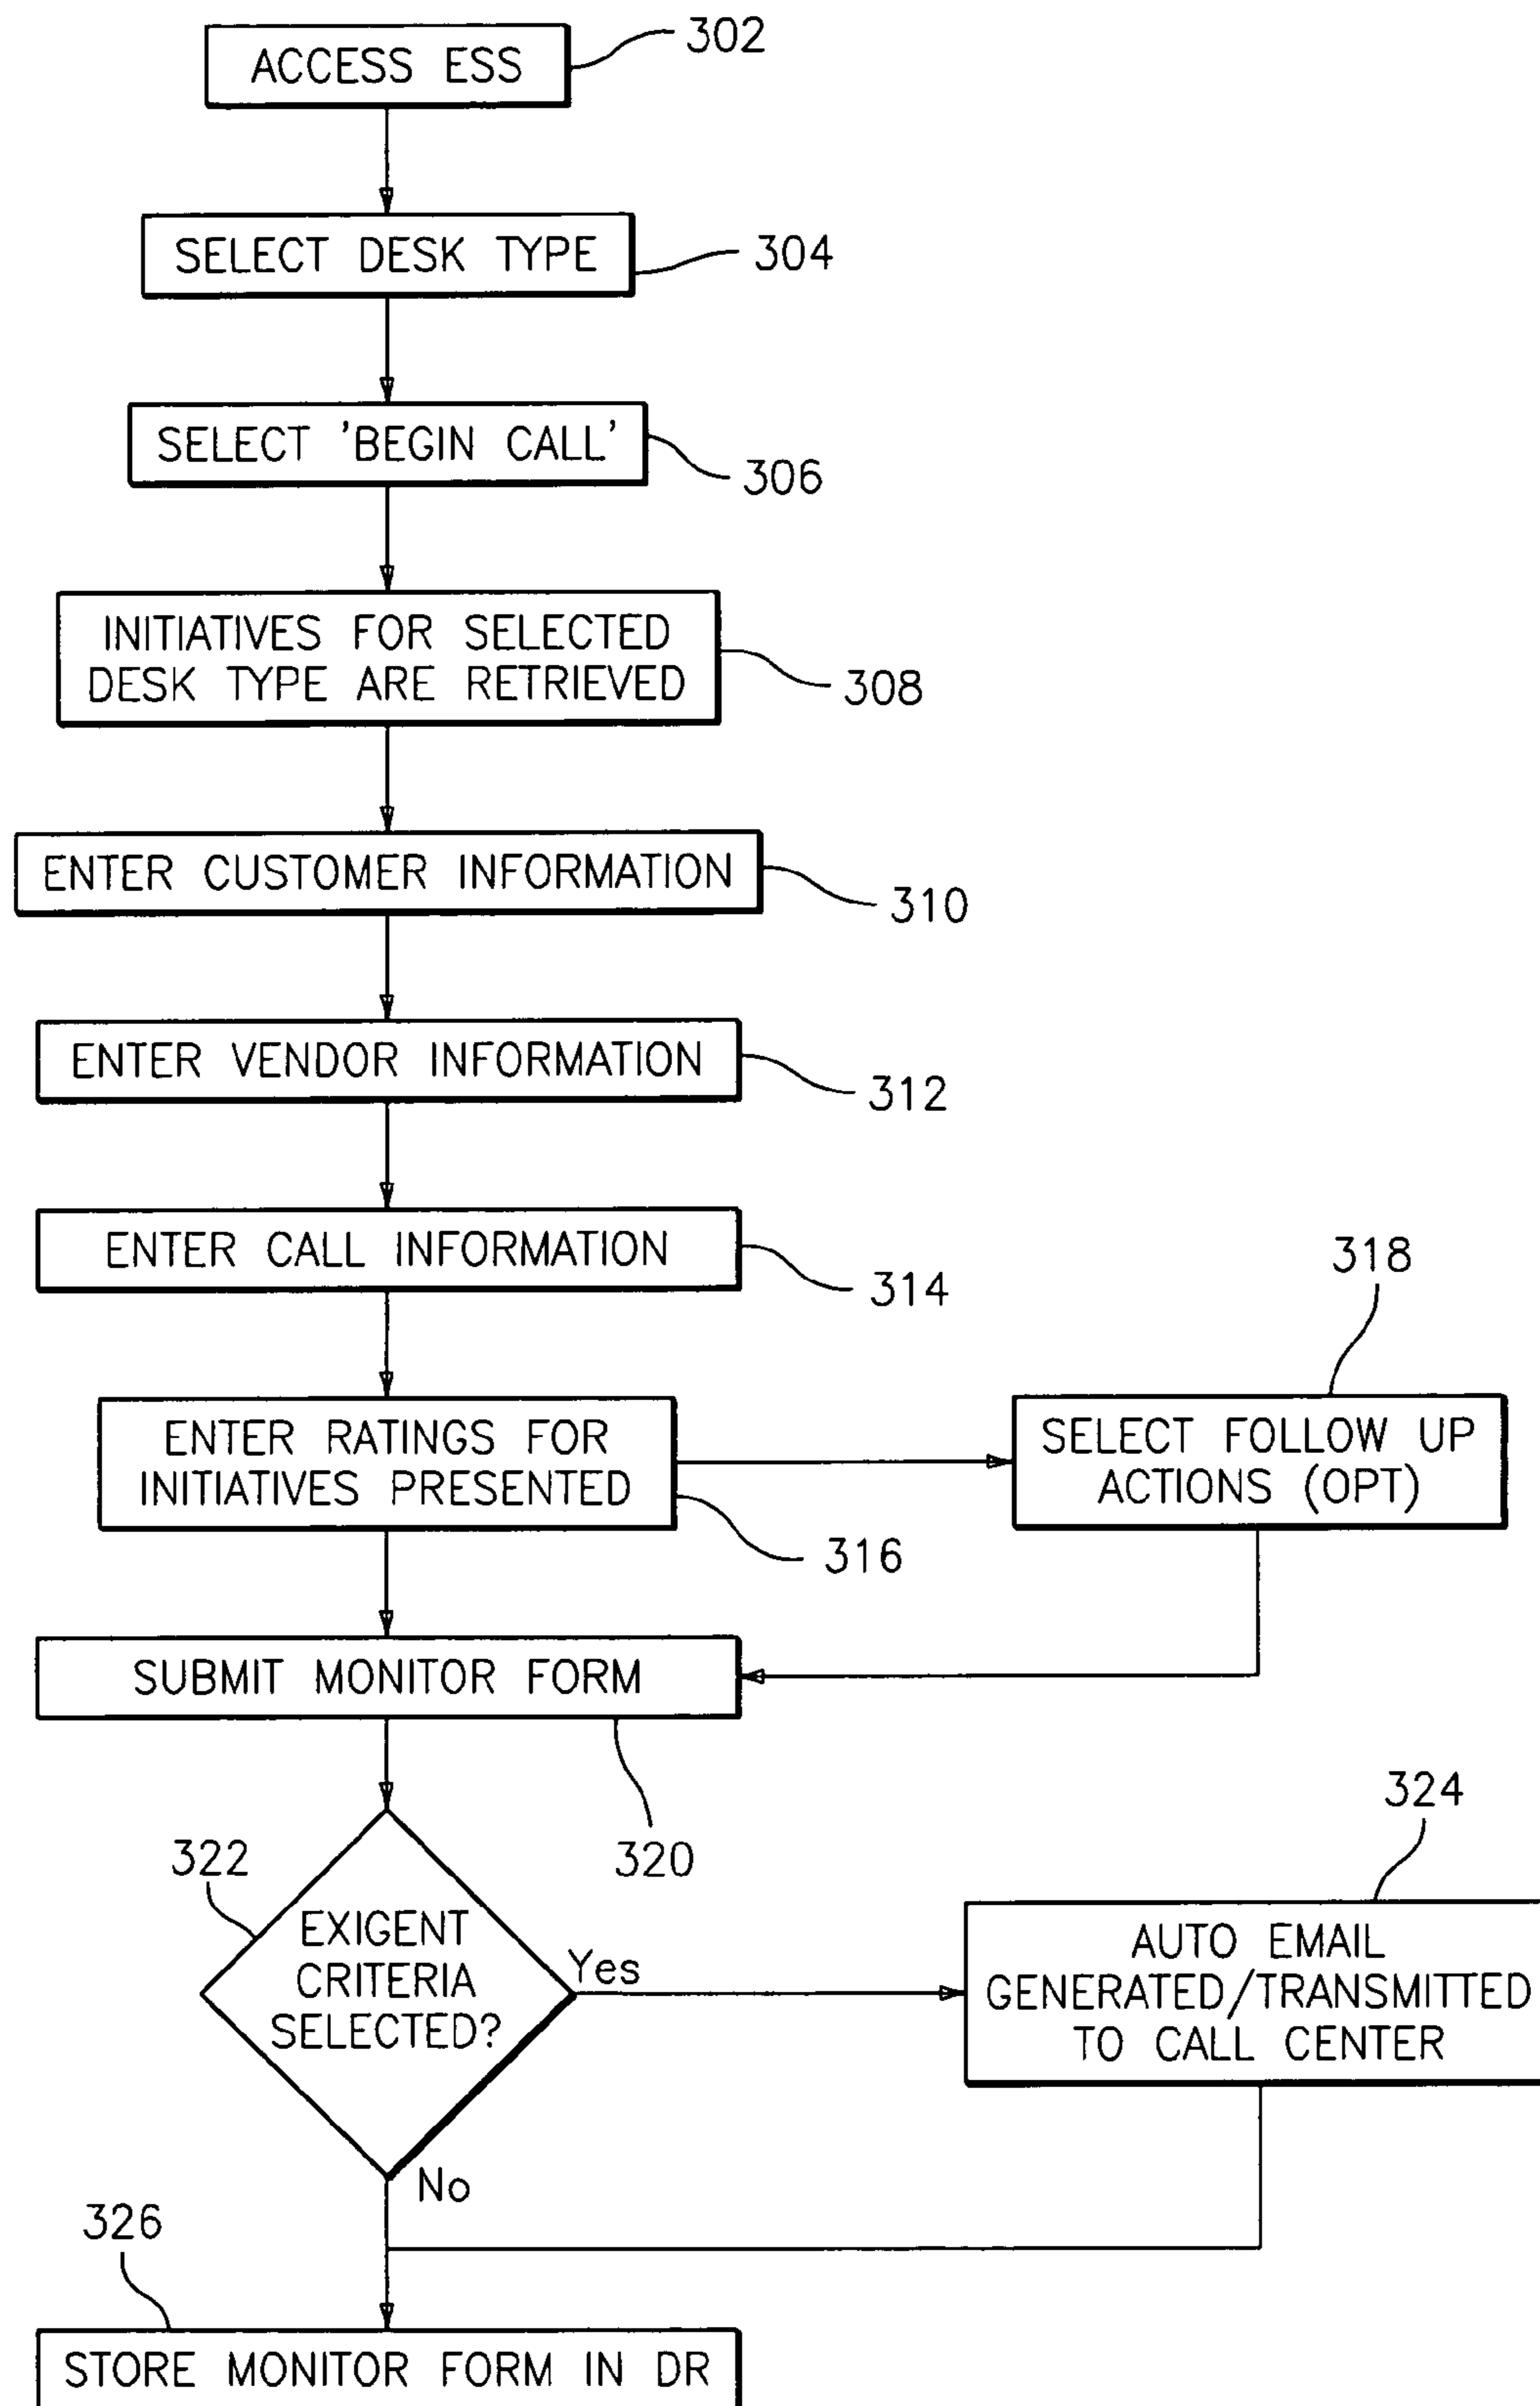 ACCESS ESS
302
SELECT DESK TYPE
304
SELECT 'BEGIN CALL'
306
INITIATIVES FOR SELECTED
DESK TYPE ARE RETRIEVED
308
ENTER CUSTOMER INFORMATION
310
ENTER VENDOR INFORMATION
312
ENTER CALL INFORMATION
314
ENTER RATINGS FOR
INITIATIVES PRESENTED
316
318
SELECT FOLLOW UP
ACTIONS (OPT)
SUBMIT MONITOR FORM
320
322
EXIGENT
CRITERIA
SELECTED?
Yes
No
324
AUTO EMAIL
GENERATED/TRANSMITTED
TO CALL CENTER
326
STORE MONITOR FORM IN DR